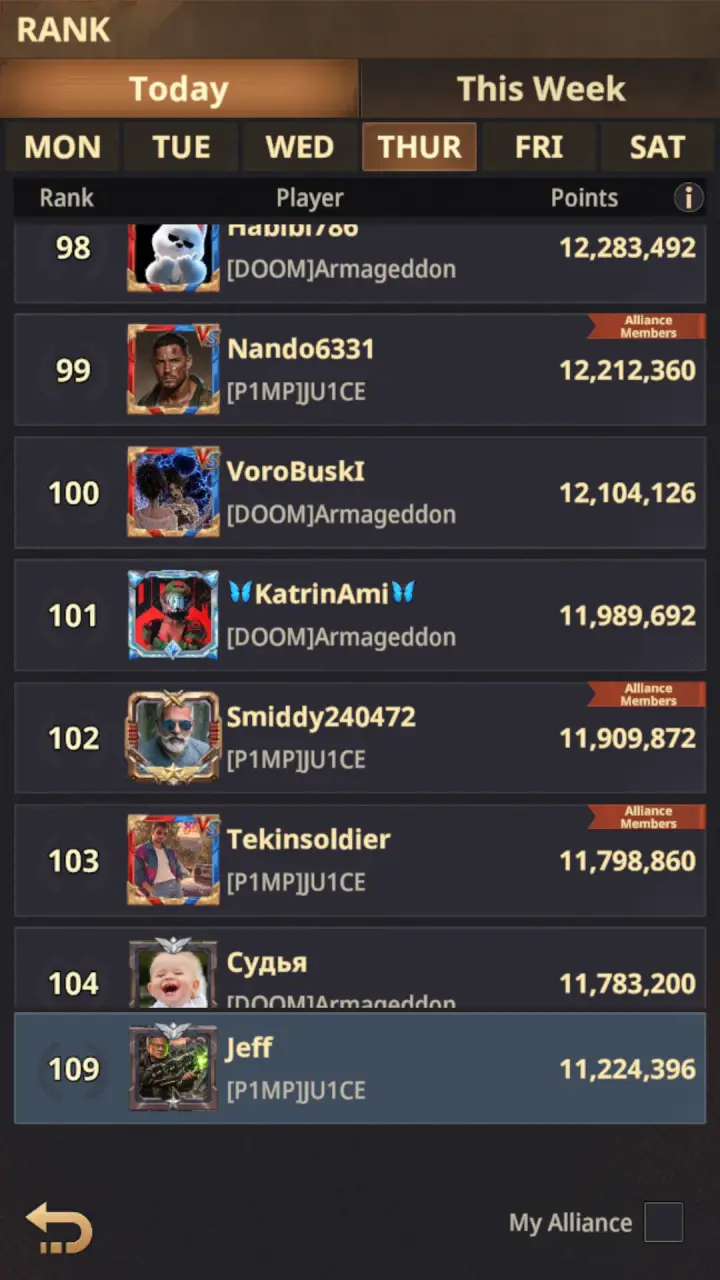 RANK
Today
This Week
MON TUE WED THUR FRI SAT
Rank Player Points
98 Habibi786 12,283,492
[DOOM]Armageddon
Alliance Members
99 Nando6331 12,212,360
[P1MP]JU1CE
100 VoroBuskI 12,104,126
[DOOM]Armageddon
101 🦋KatrinAmi🦋 11,989,692
[DOOM]Armageddon
Alliance Members
102 Smiddy240472 11,909,872
[P1MP]JU1CE
Alliance Members
103 Tekinsoldier 11,798,860
[P1MP]JU1CE
104 Судья 11,783,200
[DOOM]Armageddon
109 Jeff 11,224,396
[P1MP]JU1CE
My Alliance